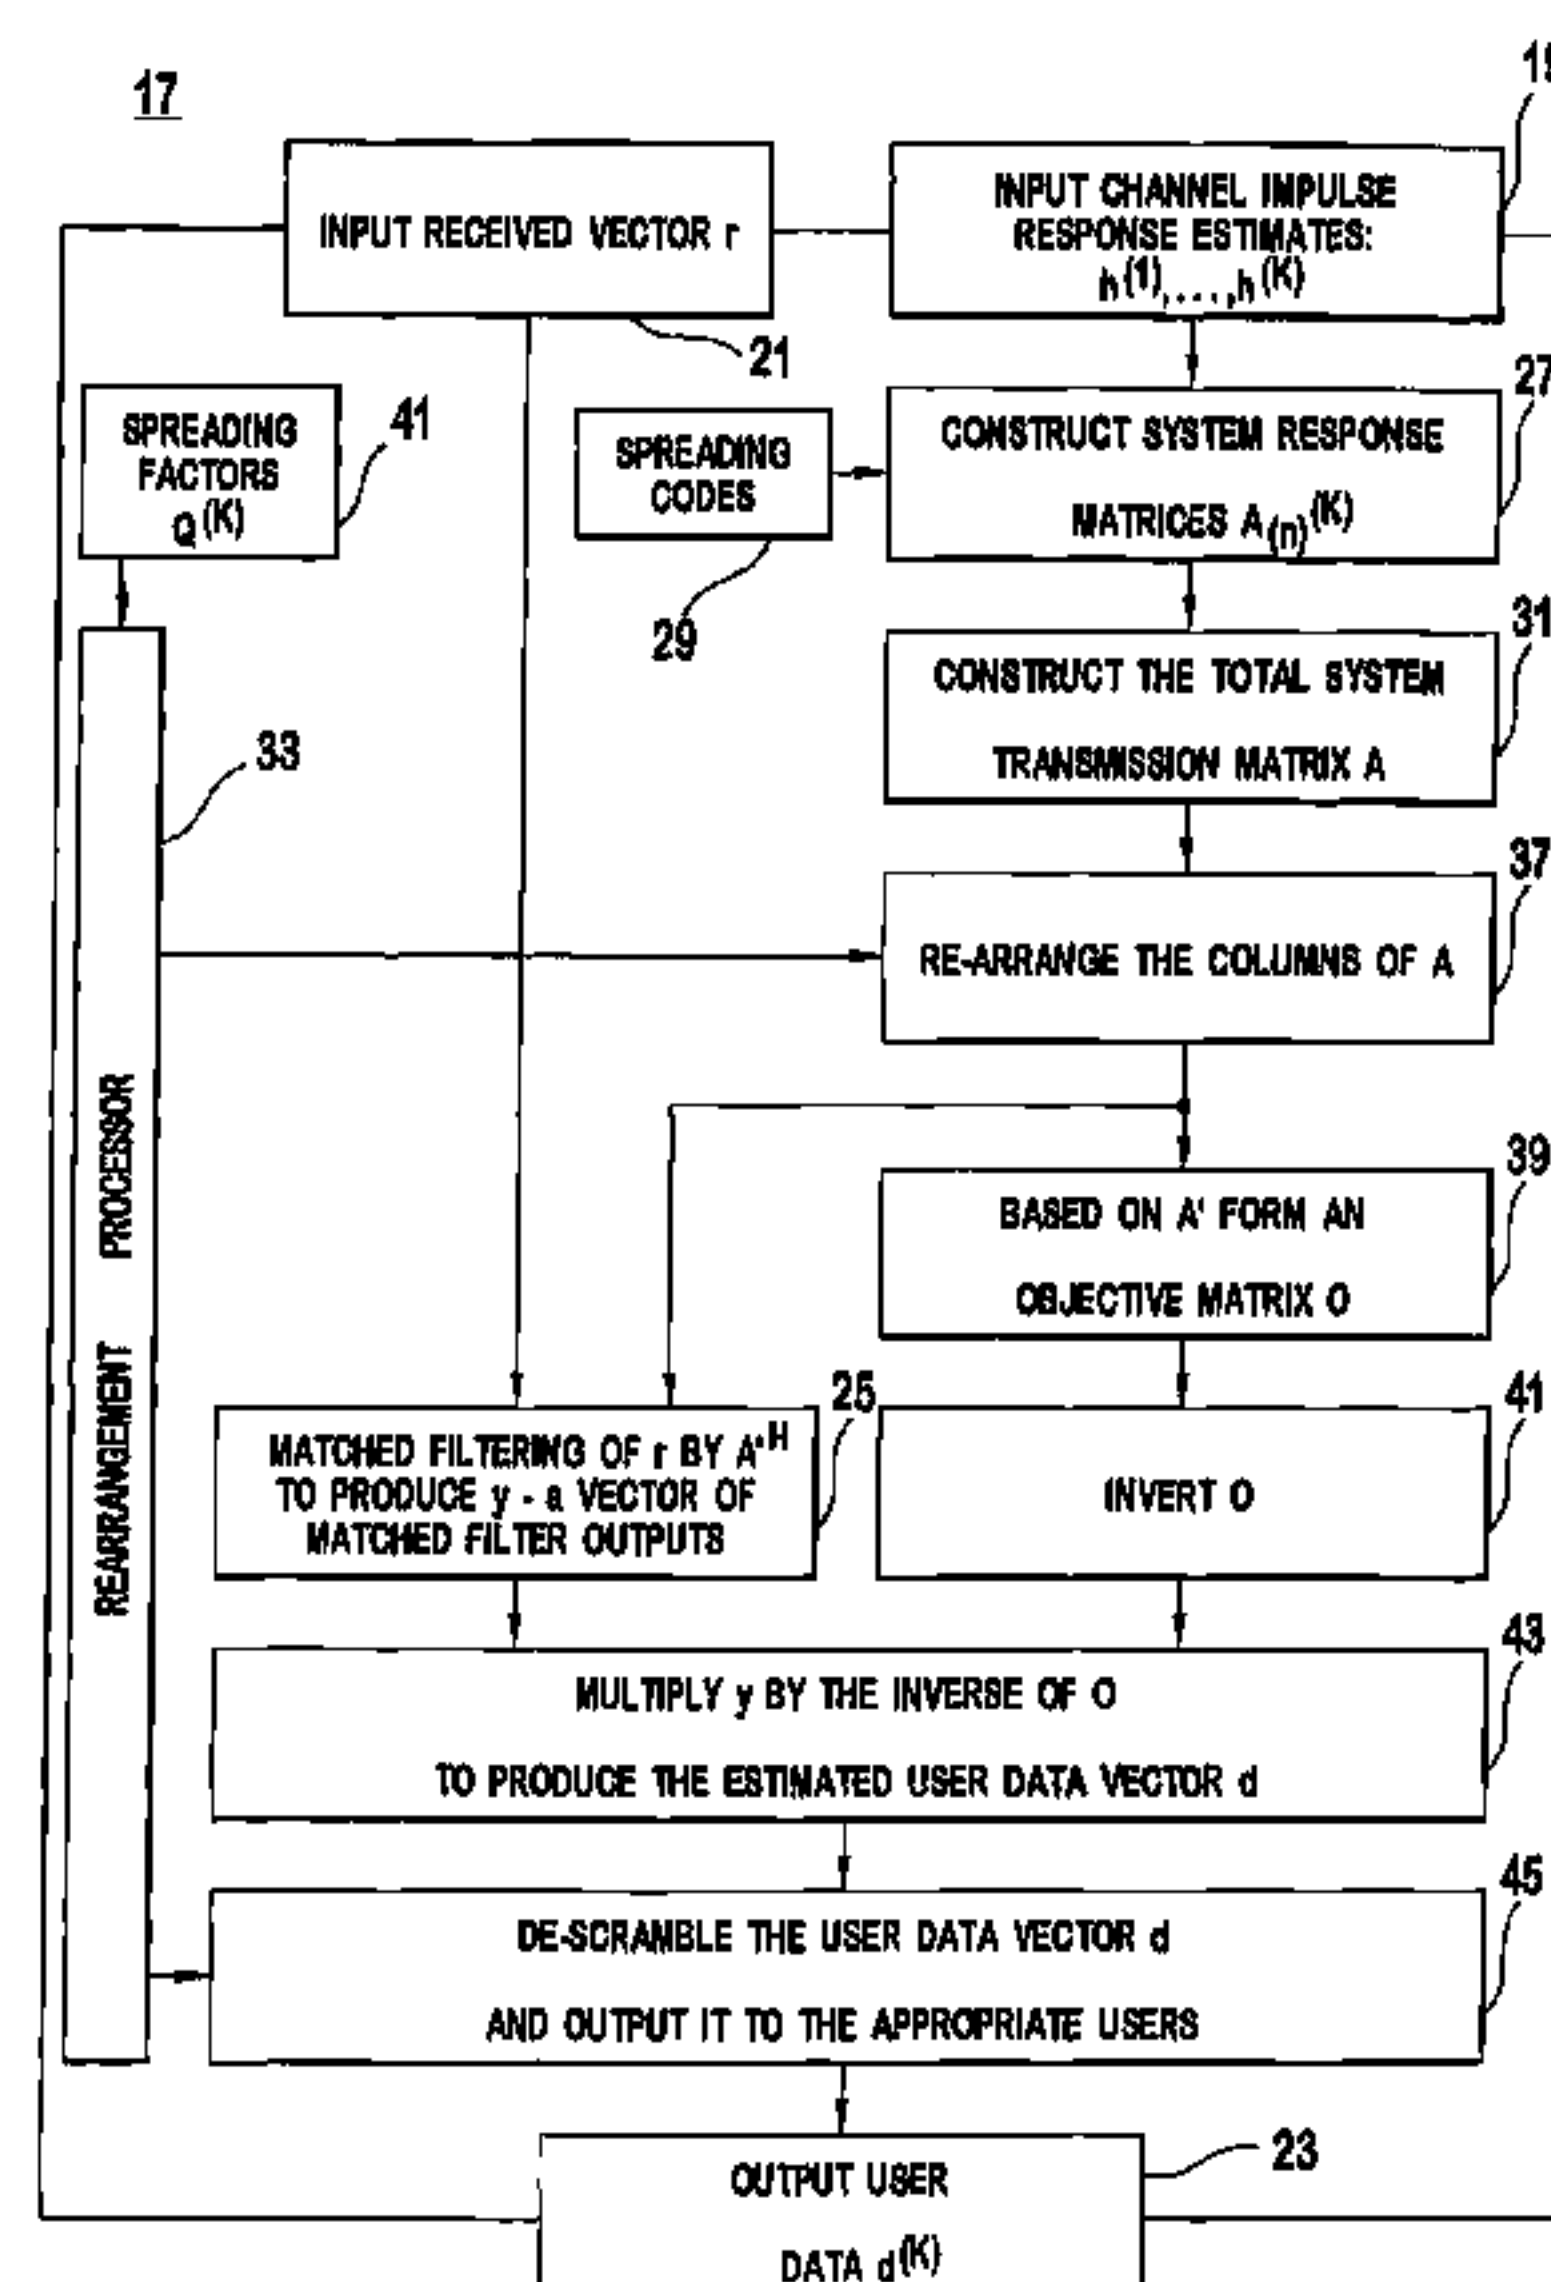 17
19
INPUT RECEIVED VECTOR r
INPUT CHANNEL IMPULSE
RESPONSE ESTIMATES:
h(1),....,h(K)
21
27
SPREADING
FACTORS
Q(K)
41
SPREADING
CODES
29
CONSTRUCT SYSTEM RESPONSE
MATRICES A(n)(K)
31
CONSTRUCT THE TOTAL SYSTEM
TRANSMISSION MATRIX A
33
37
RE-ARRANGE THE COLUMNS OF A
REARRANGEMENT PROCESSOR
39
BASED ON A' FORM AN
OBJECTIVE MATRIX O
25
41
MATCHED FILTERING OF r BY A'H
TO PRODUCE y - a VECTOR OF
MATCHED FILTER OUTPUTS
INVERT O
43
MULTIPLY y BY THE INVERSE OF O
TO PRODUCE THE ESTIMATED USER DATA VECTOR d
45
DE-SCRAMBLE THE USER DATA VECTOR d
AND OUTPUT IT TO THE APPROPRIATE USERS
23
OUTPUT USER
DATA d(K)